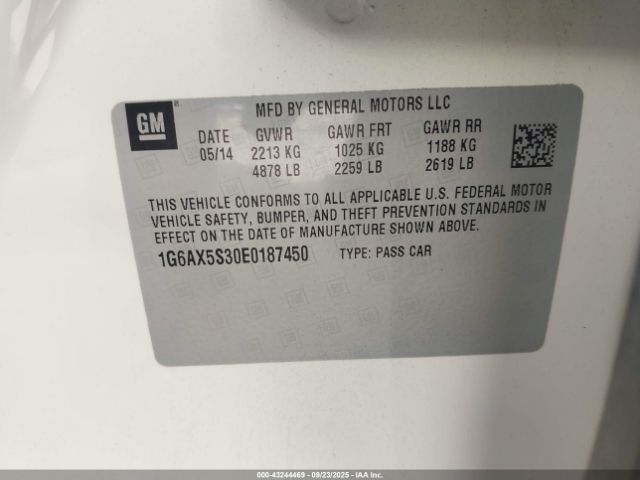 GM
MFD BY GENERAL MOTORS LLC
DATE GVWR GAWR FRT GAWR RR
05/14 2213 KG 1025 KG 1188 KG
4878 LB 2259 LB 2619 LB
THIS VEHICLE CONFORMS TO ALL APPLICABLE U.S. FEDERAL MOTOR
VEHICLE SAFETY, BUMPER, AND THEFT PREVENTION STANDARDS IN
EFFECT ON THE DATE OF MANUFACTURE SHOWN ABOVE.
1G6AX5S30E0187450 TYPE: PASS CAR
000-43244469 - 09/23/2025 - IAAI.com